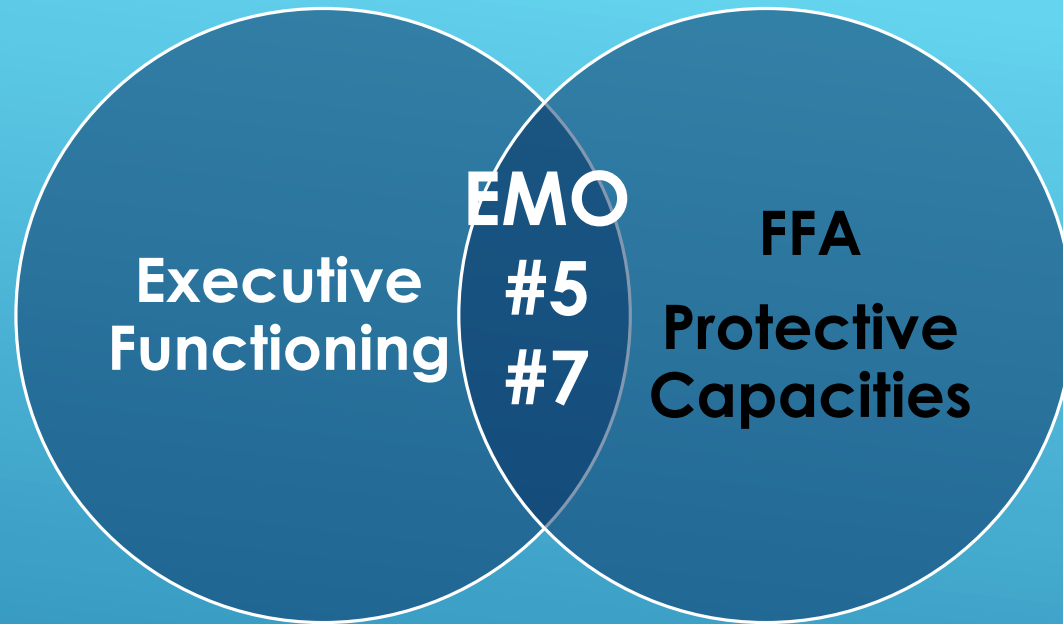 Executive
Functioning
EMO
#5
#7
FFA
Protective
Capacities